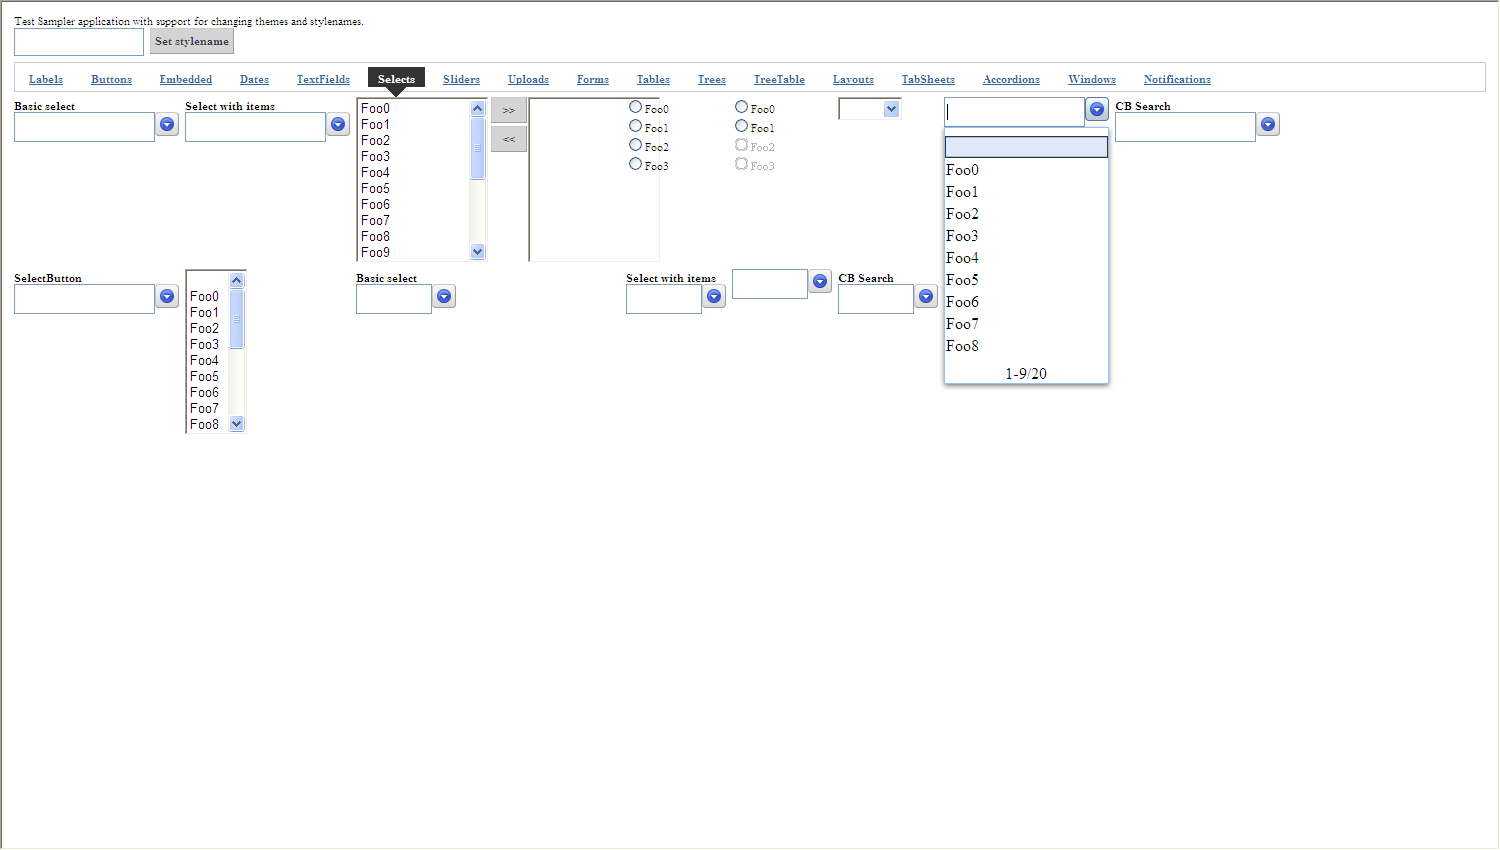 Test Sampler application with support for changing themes and stylenames.
Set stylename
Labels Buttons Embedded Dates TextFields Selects Sliders Uploads Forms Tables Trees TreeTable Layouts TabSheets Accordions Windows Notifications
Basic select
Select with items
Foo0
Foo1
Foo2
Foo3
Foo4
Foo5
Foo6
Foo7
Foo8
Foo9
>>
<<
Foo0
Foo1
Foo2
Foo3
Foo0
Foo1
Foo2
Foo3
Foo0
Foo1
Foo2
Foo3
Foo4
Foo5
Foo6
Foo7
Foo8
1-9/20
CB Search
SelectButton
Foo0
Foo1
Foo2
Foo3
Foo4
Foo5
Foo6
Foo7
Foo8
Basic select
Select with items
CB Search